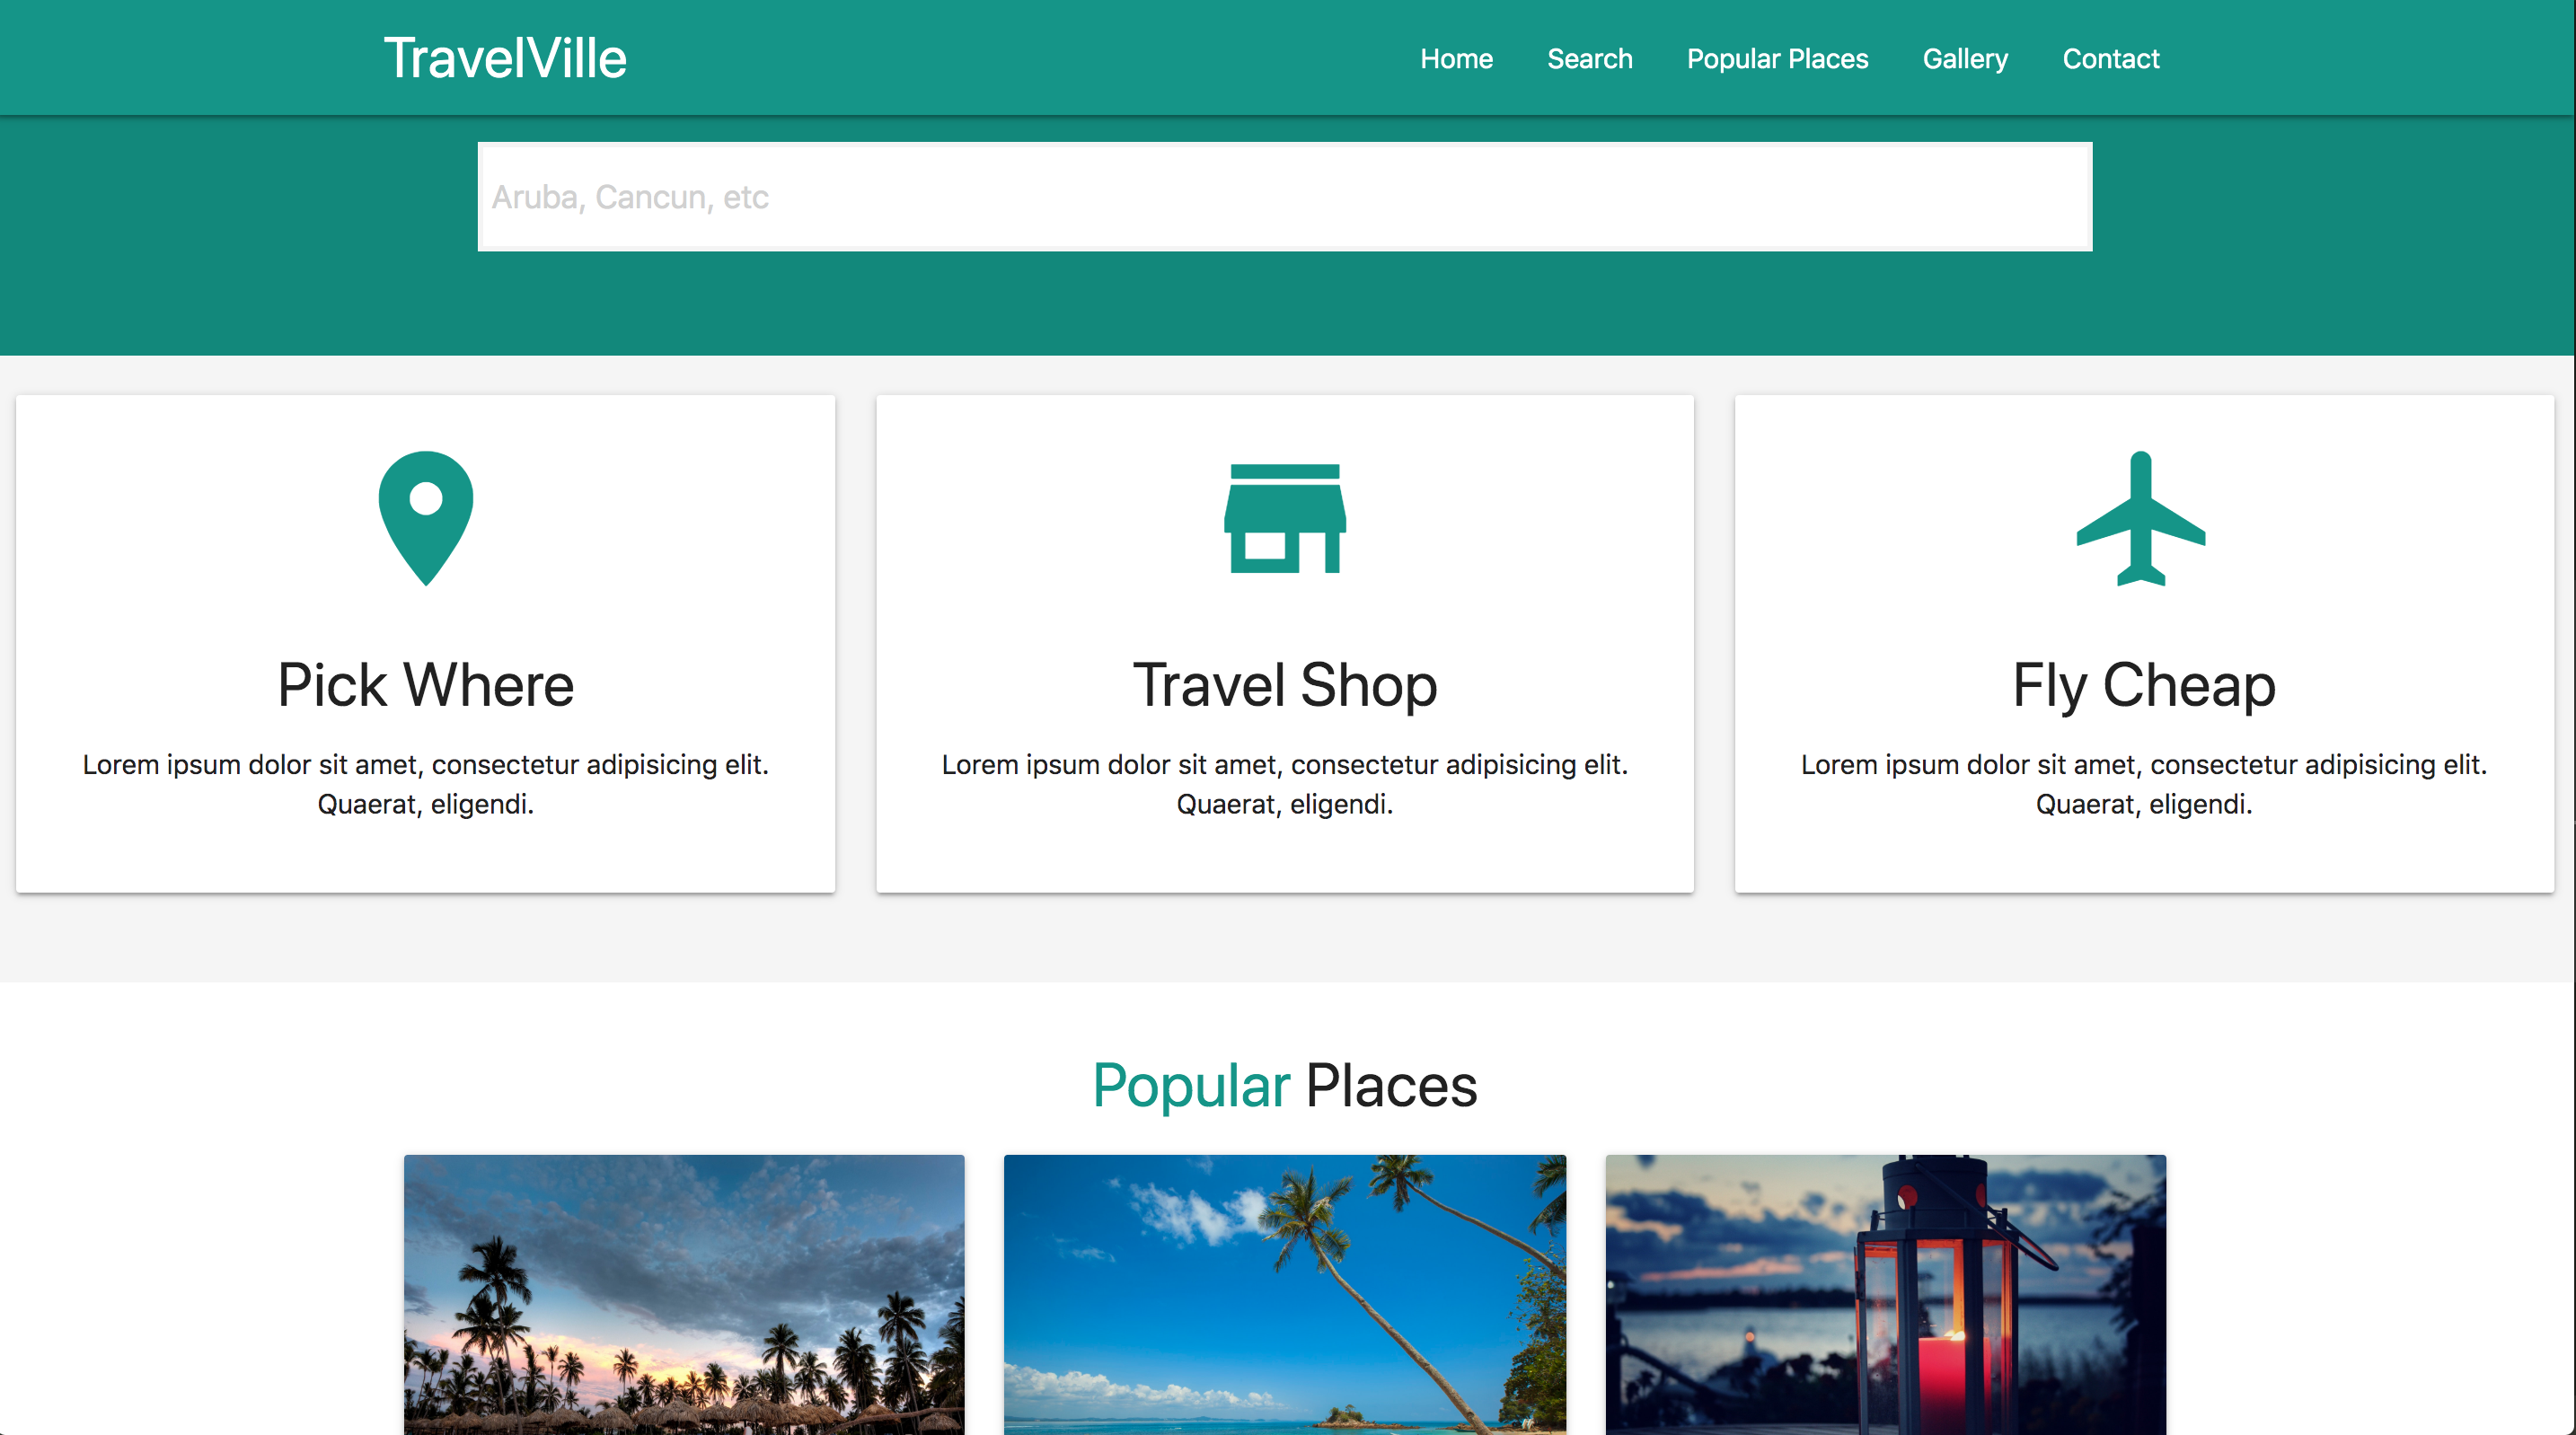 TravelVille
Home
Search
Popular Places
Gallery
Contact
Aruba, Cancun, etc
Pick Where
Lorem ipsum dolor sit amet, consectetur adipisicing elit.
Quaerat, eligendi.
Travel Shop
Lorem ipsum dolor sit amet, consectetur adipisicing elit.
Quaerat, eligendi.
Fly Cheap
Lorem ipsum dolor sit amet, consectetur adipisicing elit.
Quaerat, eligendi.
Popular Places